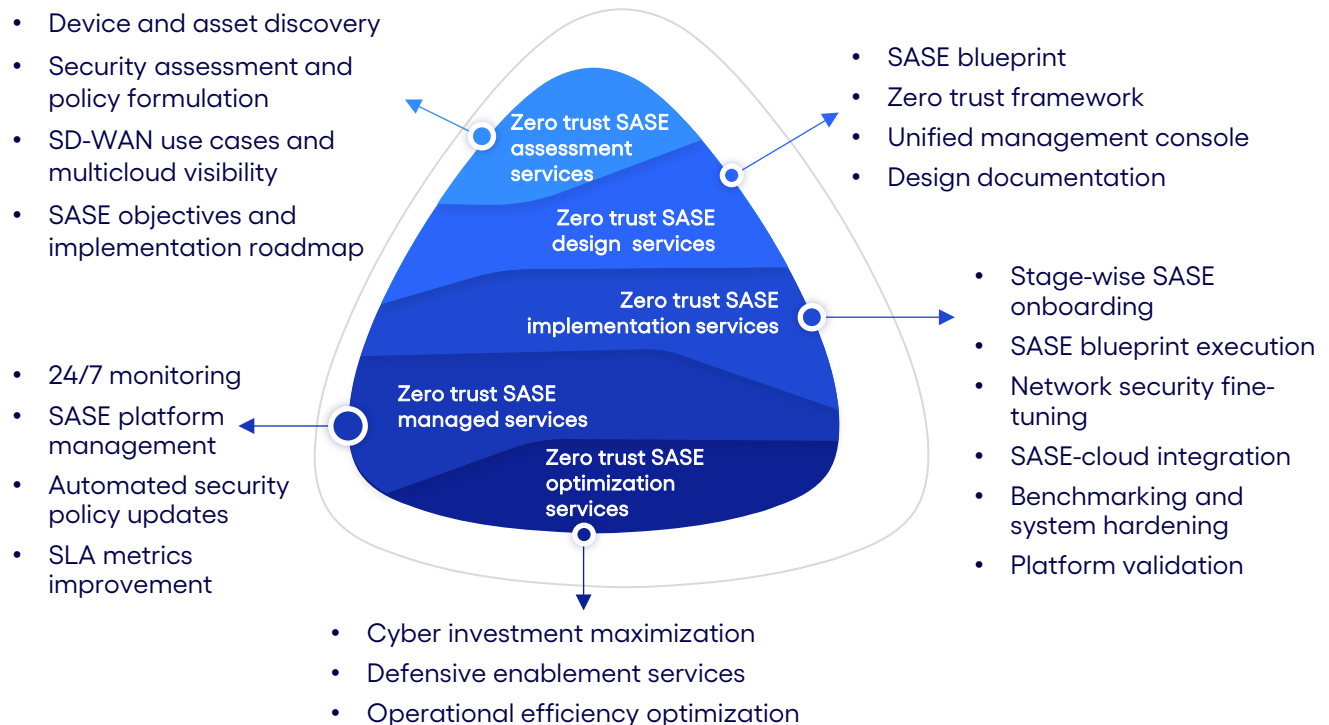 • Device and asset discovery
• Security assessment and
policy formulation
• SD-WAN use cases and
multicloud visibility
• SASE objectives and
implementation roadmap
Zero trust SASE
assessment
services
• SASE blueprint
• Zero trust framework
• Unified management console
• Design documentation
Zero trust SASE
design services
Zero trust SASE
implementation services
• Stage-wise SASE
onboarding
• SASE blueprint execution
• Network security fine-
tuning
• SASE-cloud integration
• Benchmarking and
system hardening
• Platform validation
• 24/7 monitoring
• SASE platform
management
• Automated security
policy updates
• SLA metrics
improvement
Zero trust SASE
managed services
Zero trust SASE
optimization
services
• Cyber investment maximization
• Defensive enablement services
• Operational efficiency optimization